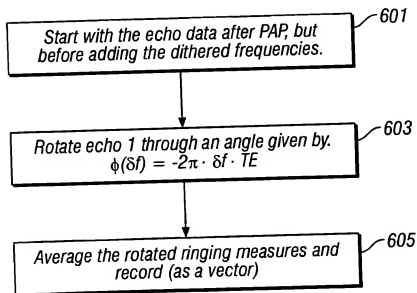 601
Start with the echo data after PAP, but
before adding the dithered frequencies.
603
Rotate echo 1 through an angle given by.
ϕ(δf) = -2π · δf · TE
605
Average the rotated ringing measures and
record (as a vector)